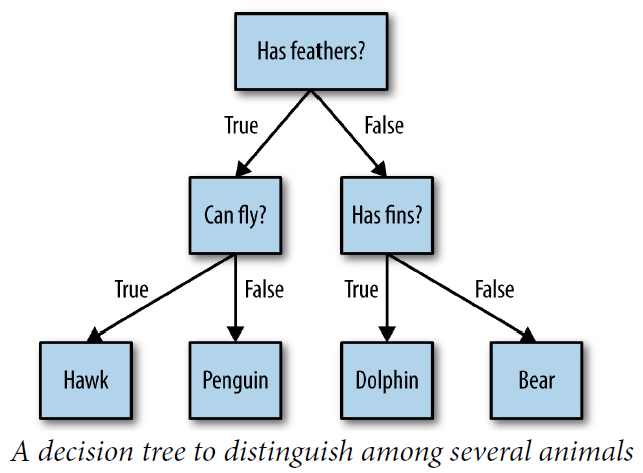 Has feathers?
True
False
Can fly?
Has fins?
True
False
True
False
Hawk
Penguin
Dolphin
Bear
A decision tree to distinguish among several animals